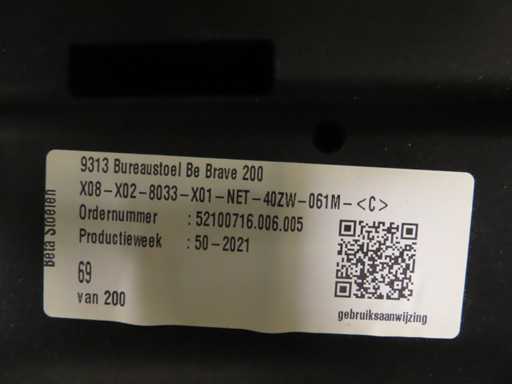 9313 Bureaustoel Be Brave 200
X08-X02-8033-X01-NET-40ZW-061M-<C>
Ordernummer : 52100716.006.005
Productieweek : 50-2021
69
van 200
Beta Stoelen
gebruiksaanwijzing